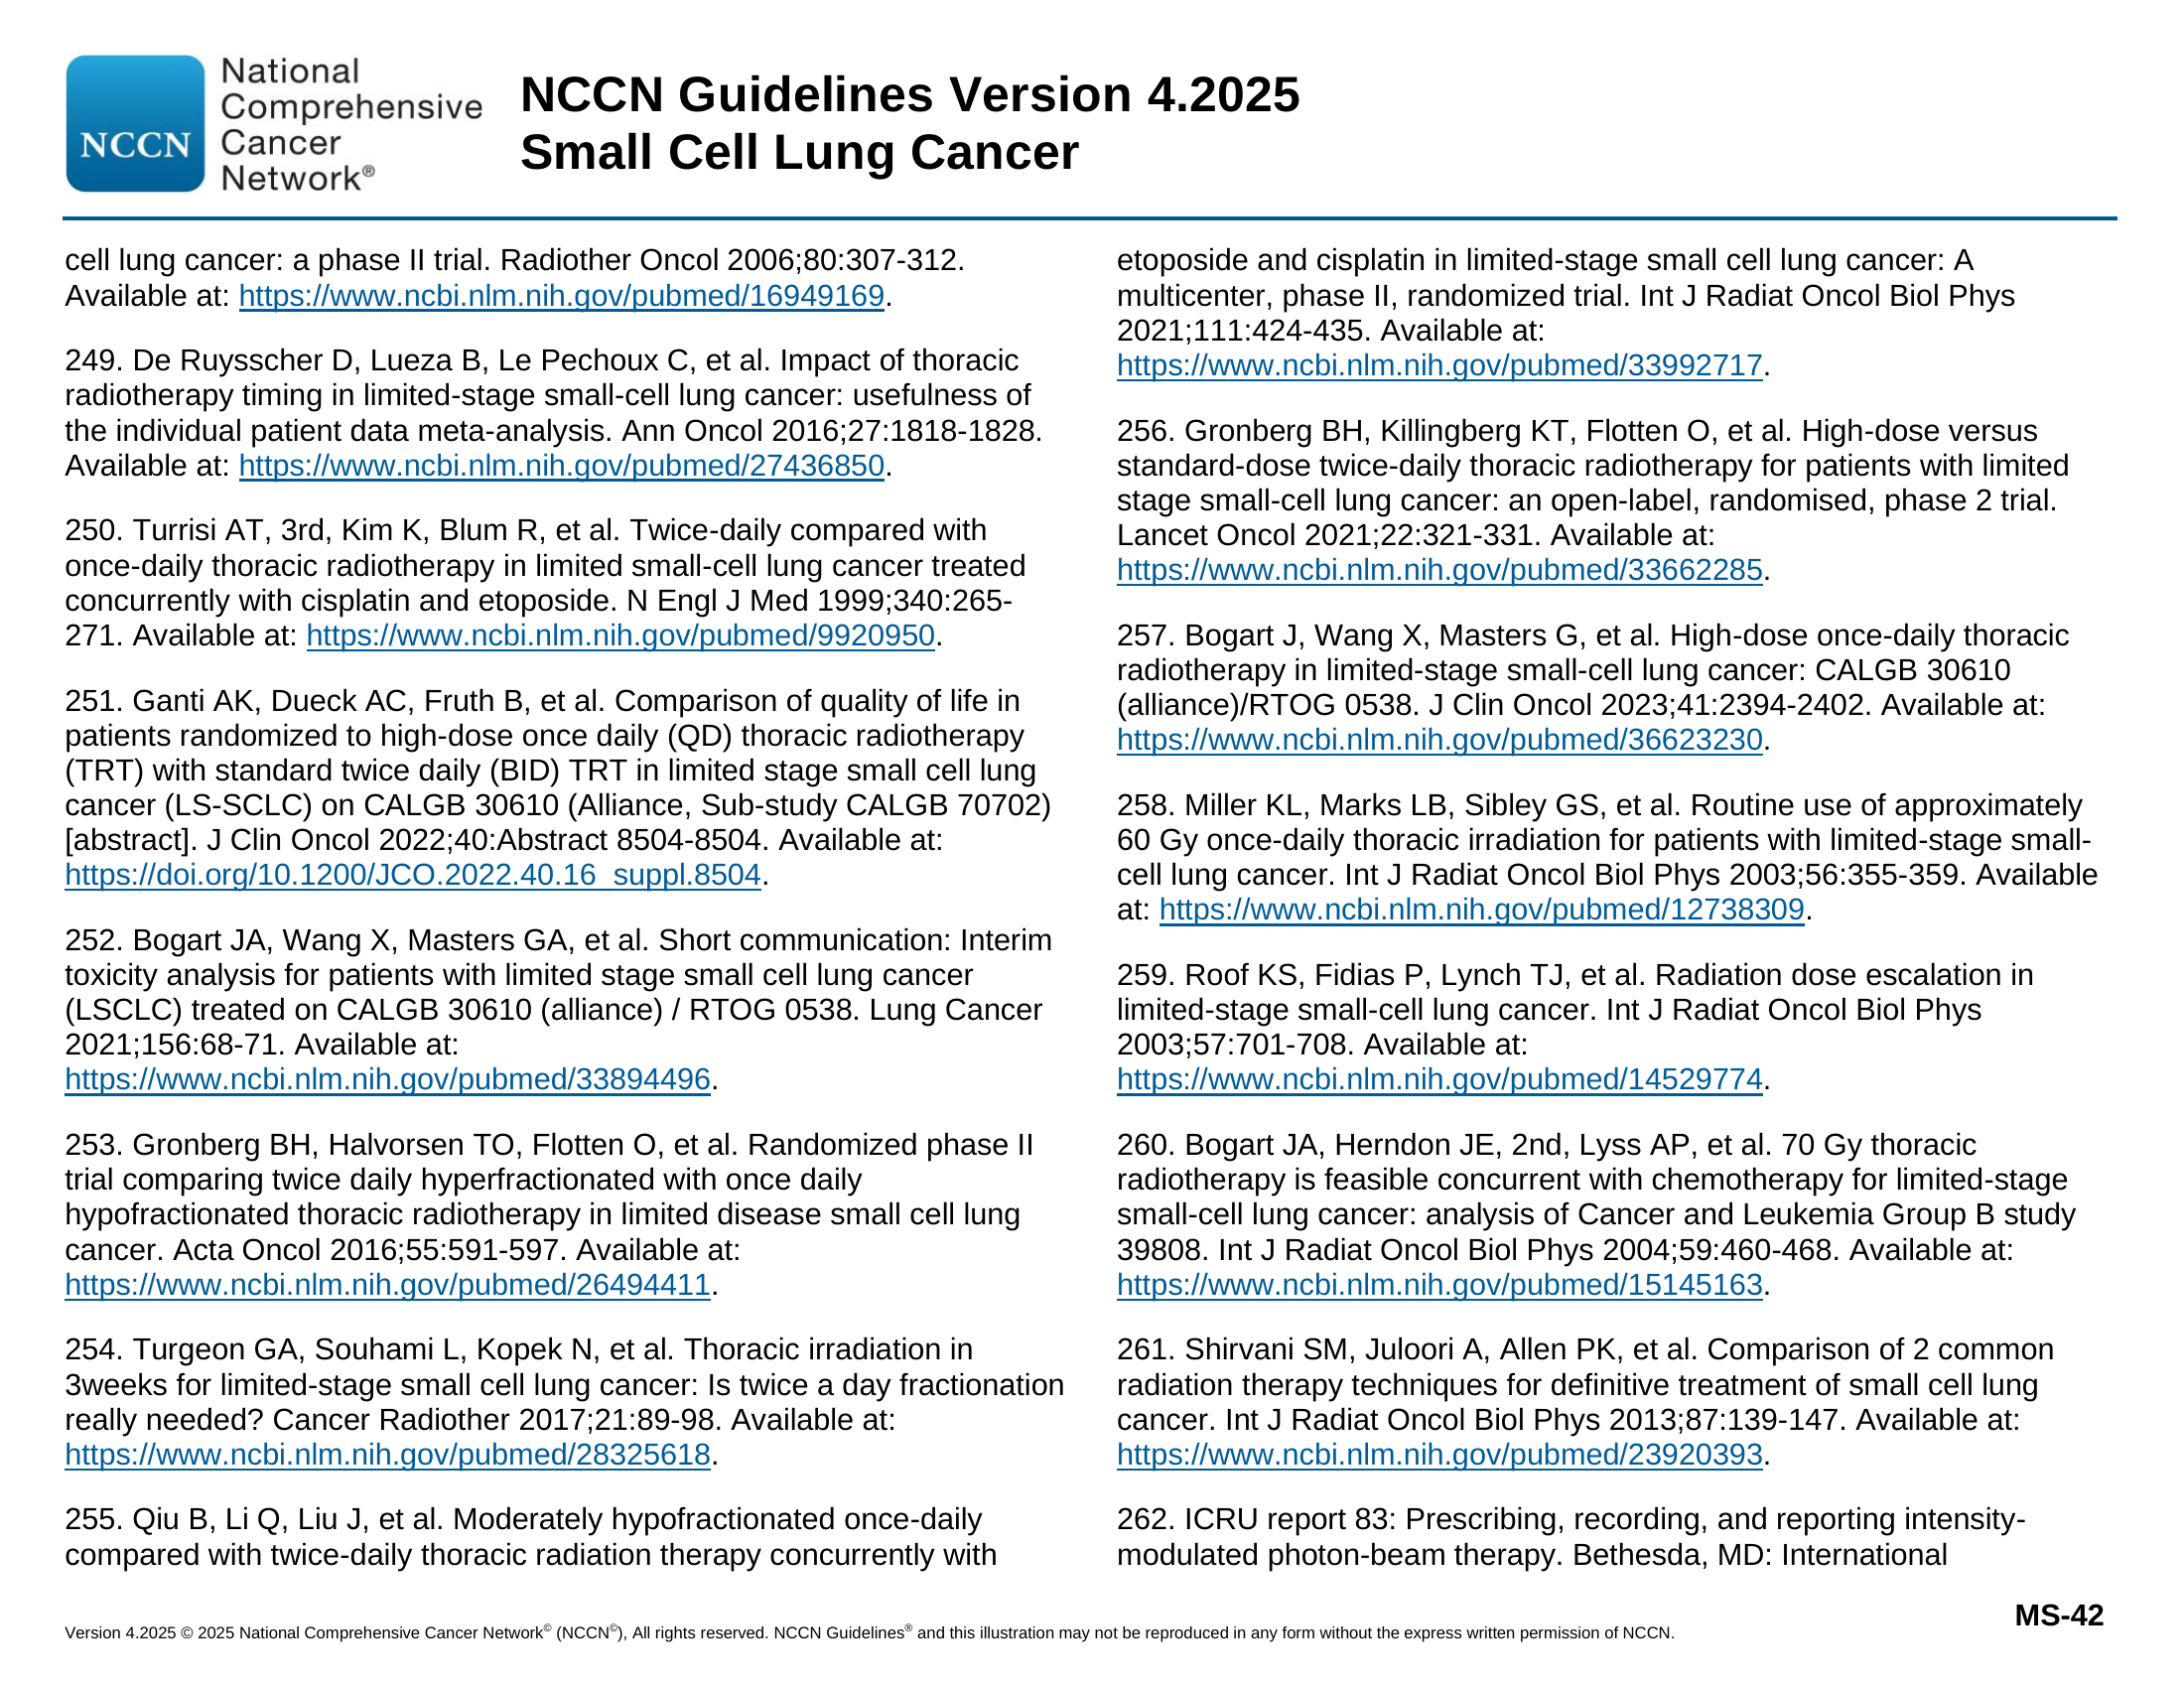 NCCN
National
Comprehensive
Cancer
Network®
NCCN Guidelines Version 4.2025
Small Cell Lung Cancer
cell lung cancer: a phase II trial. Radiother Oncol 2006;80:307-312.
Available at: https://www.ncbi.nlm.nih.gov/pubmed/16949169.
249. De Ruysscher D, Lueza B, Le Pechoux C, et al. Impact of thoracic
radiotherapy timing in limited-stage small-cell lung cancer: usefulness of
the individual patient data meta-analysis. Ann Oncol 2016;27:1818-1828.
Available at: https://www.ncbi.nlm.nih.gov/pubmed/27436850.
250. Turrisi AT, 3rd, Kim K, Blum R, et al. Twice-daily compared with
once-daily thoracic radiotherapy in limited small-cell lung cancer treated
concurrently with cisplatin and etoposide. N Engl J Med 1999;340:265-
271. Available at: https://www.ncbi.nlm.nih.gov/pubmed/9920950.
251. Ganti AK, Dueck AC, Fruth B, et al. Comparison of quality of life in
patients randomized to high-dose once daily (QD) thoracic radiotherapy
(TRT) with standard twice daily (BID) TRT in limited stage small cell lung
cancer (LS-SCLC) on CALGB 30610 (Alliance, Sub-study CALGB 70702)
[abstract]. J Clin Oncol 2022;40:Abstract 8504-8504. Available at:
https://doi.org/10.1200/JCO.2022.40.16_suppl.8504.
252. Bogart JA, Wang X, Masters GA, et al. Short communication: Interim
toxicity analysis for patients with limited stage small cell lung cancer
(LSCLC) treated on CALGB 30610 (alliance) / RTOG 0538. Lung Cancer
2021;156:68-71. Available at:
https://www.ncbi.nlm.nih.gov/pubmed/33894496.
253. Gronberg BH, Halvorsen TO, Flotten O, et al. Randomized phase II
trial comparing twice daily hyperfractionated with once daily
hypofractionated thoracic radiotherapy in limited disease small cell lung
cancer. Acta Oncol 2016;55:591-597. Available at:
https://www.ncbi.nlm.nih.gov/pubmed/26494411.
254. Turgeon GA, Souhami L, Kopek N, et al. Thoracic irradiation in
3weeks for limited-stage small cell lung cancer: Is twice a day fractionation
really needed? Cancer Radiother 2017;21:89-98. Available at:
https://www.ncbi.nlm.nih.gov/pubmed/28325618.
255. Qiu B, Li Q, Liu J, et al. Moderately hypofractionated once-daily
compared with twice-daily thoracic radiation therapy concurrently with
etoposide and cisplatin in limited-stage small cell lung cancer: A
multicenter, phase II, randomized trial. Int J Radiat Oncol Biol Phys
2021;111:424-435. Available at:
https://www.ncbi.nlm.nih.gov/pubmed/33992717.
256. Gronberg BH, Killingberg KT, Flotten O, et al. High-dose versus
standard-dose twice-daily thoracic radiotherapy for patients with limited
stage small-cell lung cancer: an open-label, randomised, phase 2 trial.
Lancet Oncol 2021;22:321-331. Available at:
https://www.ncbi.nlm.nih.gov/pubmed/33662285.
257. Bogart J, Wang X, Masters G, et al. High-dose once-daily thoracic
radiotherapy in limited-stage small-cell lung cancer: CALGB 30610
(alliance)/RTOG 0538. J Clin Oncol 2023;41:2394-2402. Available at:
https://www.ncbi.nlm.nih.gov/pubmed/36623230.
258. Miller KL, Marks LB, Sibley GS, et al. Routine use of approximately
60 Gy once-daily thoracic irradiation for patients with limited-stage small-
cell lung cancer. Int J Radiat Oncol Biol Phys 2003;56:355-359. Available
at: https://www.ncbi.nlm.nih.gov/pubmed/12738309.
259. Roof KS, Fidias P, Lynch TJ, et al. Radiation dose escalation in
limited-stage small-cell lung cancer. Int J Radiat Oncol Biol Phys
2003;57:701-708. Available at:
https://www.ncbi.nlm.nih.gov/pubmed/14529774.
260. Bogart JA, Herndon JE, 2nd, Lyss AP, et al. 70 Gy thoracic
radiotherapy is feasible concurrent with chemotherapy for limited-stage
small-cell lung cancer: analysis of Cancer and Leukemia Group B study
39808. Int J Radiat Oncol Biol Phys 2004;59:460-468. Available at:
https://www.ncbi.nlm.nih.gov/pubmed/15145163.
261. Shirvani SM, Juloori A, Allen PK, et al. Comparison of 2 common
radiation therapy techniques for definitive treatment of small cell lung
cancer. Int J Radiat Oncol Biol Phys 2013;87:139-147. Available at:
https://www.ncbi.nlm.nih.gov/pubmed/23920393.
262. ICRU report 83: Prescribing, recording, and reporting intensity-
modulated photon-beam therapy. Bethesda, MD: International
MS-42
Version 4.2025 © 2025 National Comprehensive Cancer Network© (NCCN©), All rights reserved. NCCN Guidelines® and this illustration may not be reproduced in any form without the express written permission of NCCN.